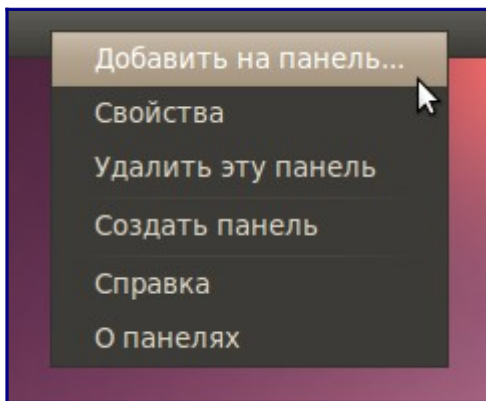 Добавить на панель...
Свойства
Удалить эту панель
Создать панель
Справка
О панелях